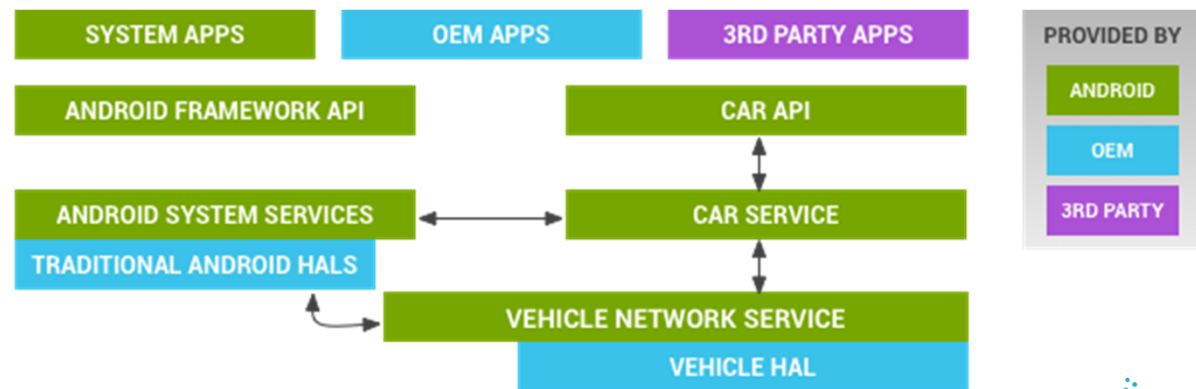 SYSTEM APPS
OEM APPS
3RD PARTY APPS
ANDROID FRAMEWORK API
CAR API
ANDROID SYSTEM SERVICES
CAR SERVICE
TRADITIONAL ANDROID HALS
VEHICLE NETWORK SERVICE
VEHICLE HAL
PROVIDED BY
ANDROID
OEM
3RD PARTY